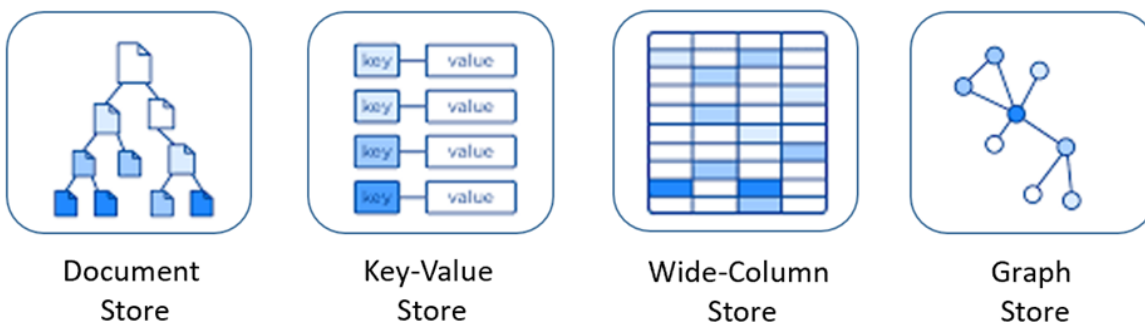 key value
key value
key value
key value
Document
Store
Key-Value
Store
Wide-Column
Store
Graph
Store